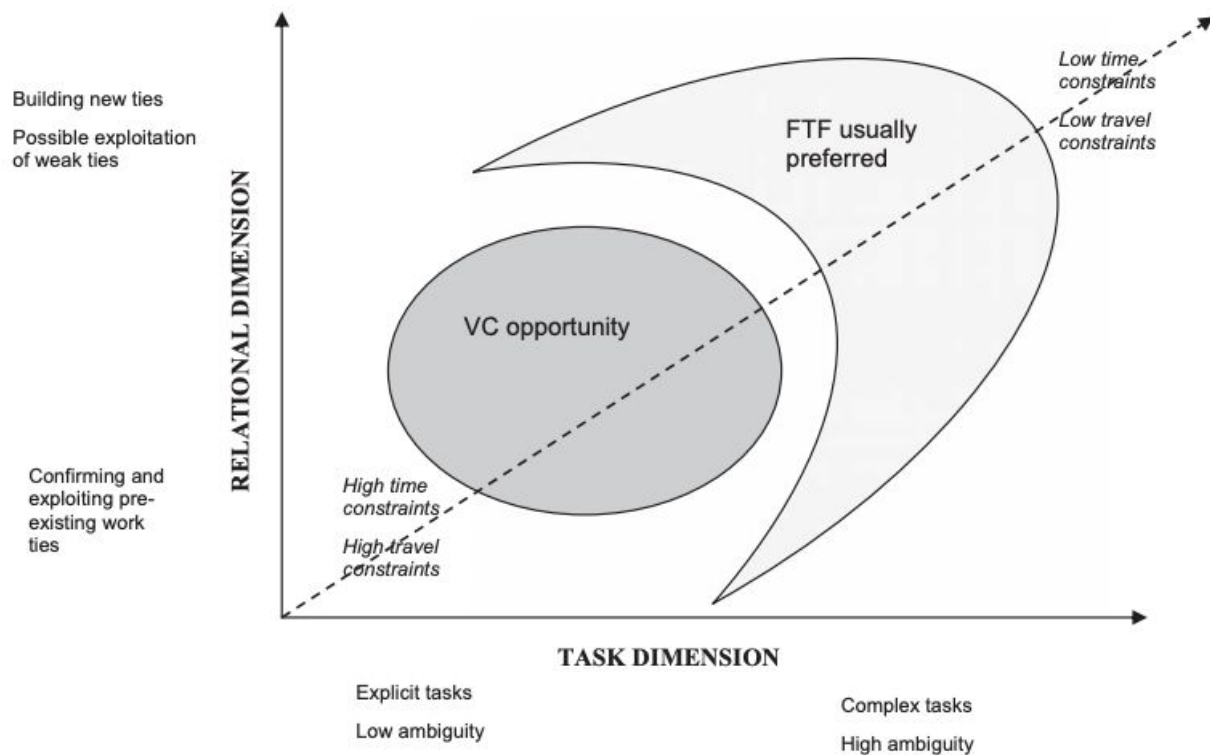 Building new ties
Possible exploitation
of weak ties
Confirming and
exploiting pre-
existing work
ties
RELATIONAL DIMENSION
FTF usually
preferred
Low time
constraints
Low travel
constraints
VC opportunity
High time
constraints
High travel
constraints
TASK DIMENSION
Explicit tasks
Low ambiguity
Complex tasks
High ambiguity